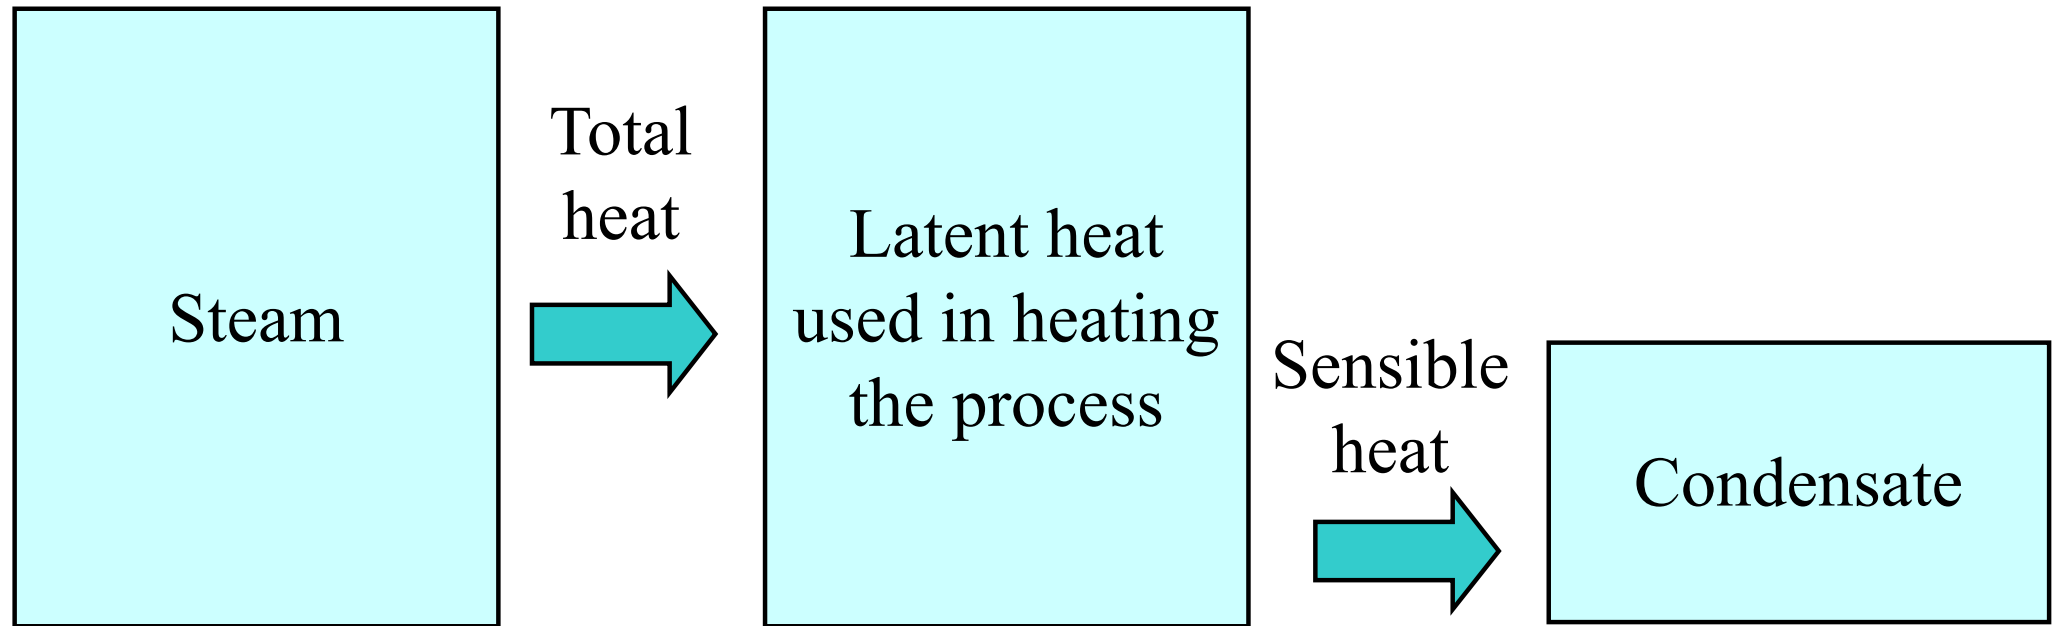 Steam
Total
heat
Latent heat
used in heating
the process
Sensible
heat
Condensate